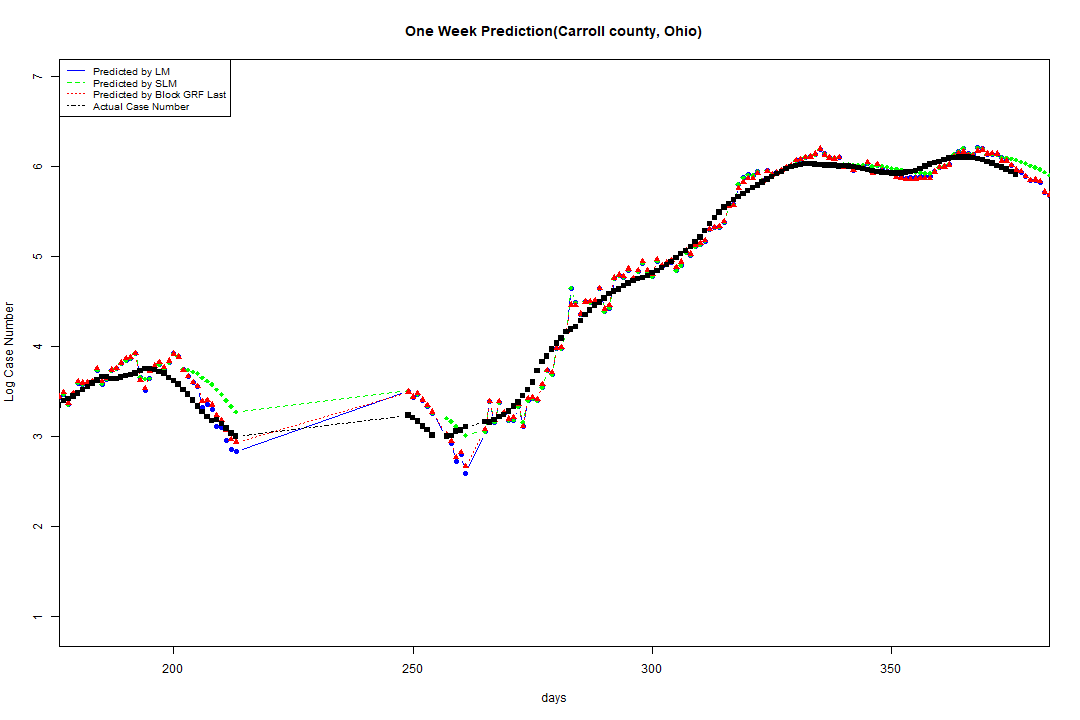 One Week Prediction(Carroll county, Ohio)
Predicted by LM
Predicted by SLM
Predicted by Block GRF Last
Actual Case Number
Log Case Number
7
6
5
4
3
2
1
200
250
300
350
days